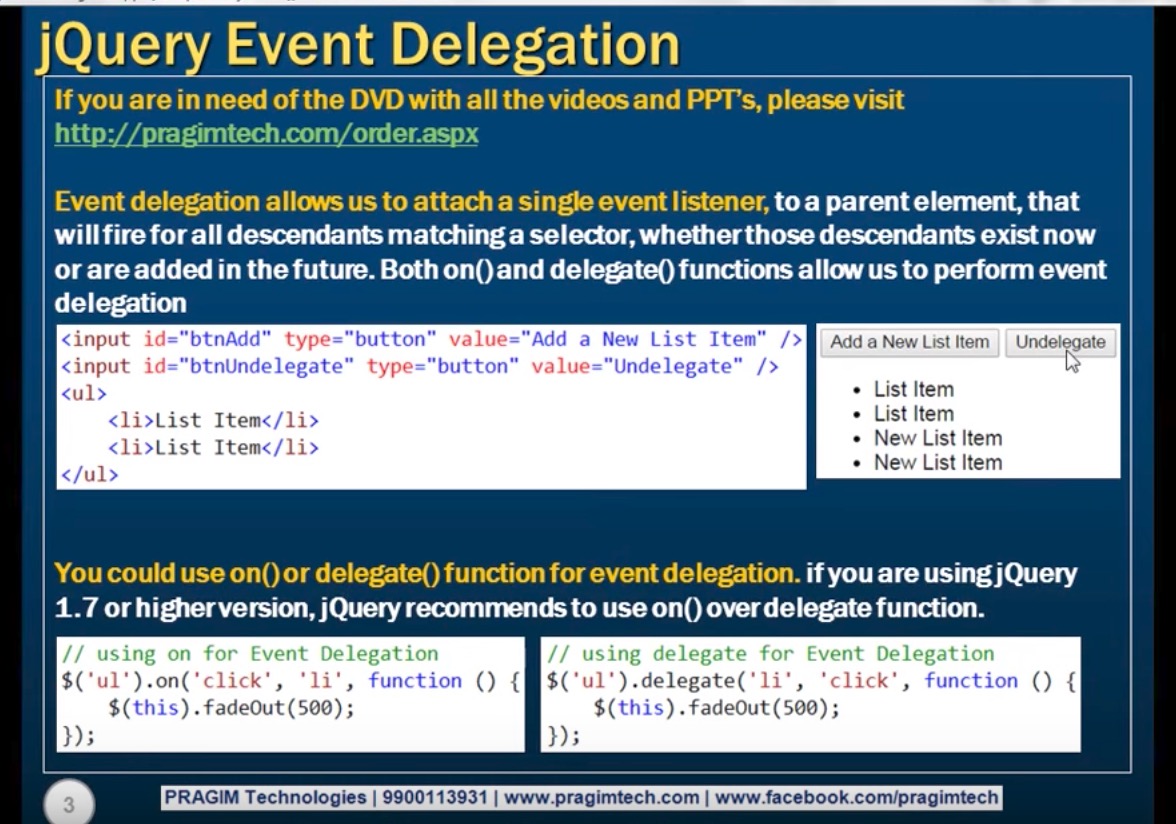 jQuery Event Delegation
If you are in need of the DVD with all the videos and PPT's, please visit
http://pragimtech.com/order.aspx
Event delegation allows us to attach a single event listener, to a parent element, that
will fire for all descendants matching a selector, whether those descendants exist now
or are added in the future. Both on() and delegate() functions allow us to perform event
delegation
<input id="btnAdd" type="button" value="Add a New List Item" />
<input id="btnUndelegate" type="button" value="Undelegate" />
<ul>
    <li>List Item</li>
    <li>List Item</li>
</ul>
Add a New List Item Undelegate
• List Item
• List Item
• New List Item
• New List Item
You could use on() or delegate() function for event delegation. if you are using jQuery
1.7 or higher version, jQuery recommends to use on() over delegate function.
// using on for Event Delegation
$('ul').on('click', 'li', function () {
    $(this).fadeOut(500);
});
// using delegate for Event Delegation
$('ul').delegate('li', 'click', function () {
    $(this).fadeOut(500);
});
3
PRAGIM Technologies | 9900113931 | www.pragimtech.com | www.facebook.com/pragimtech